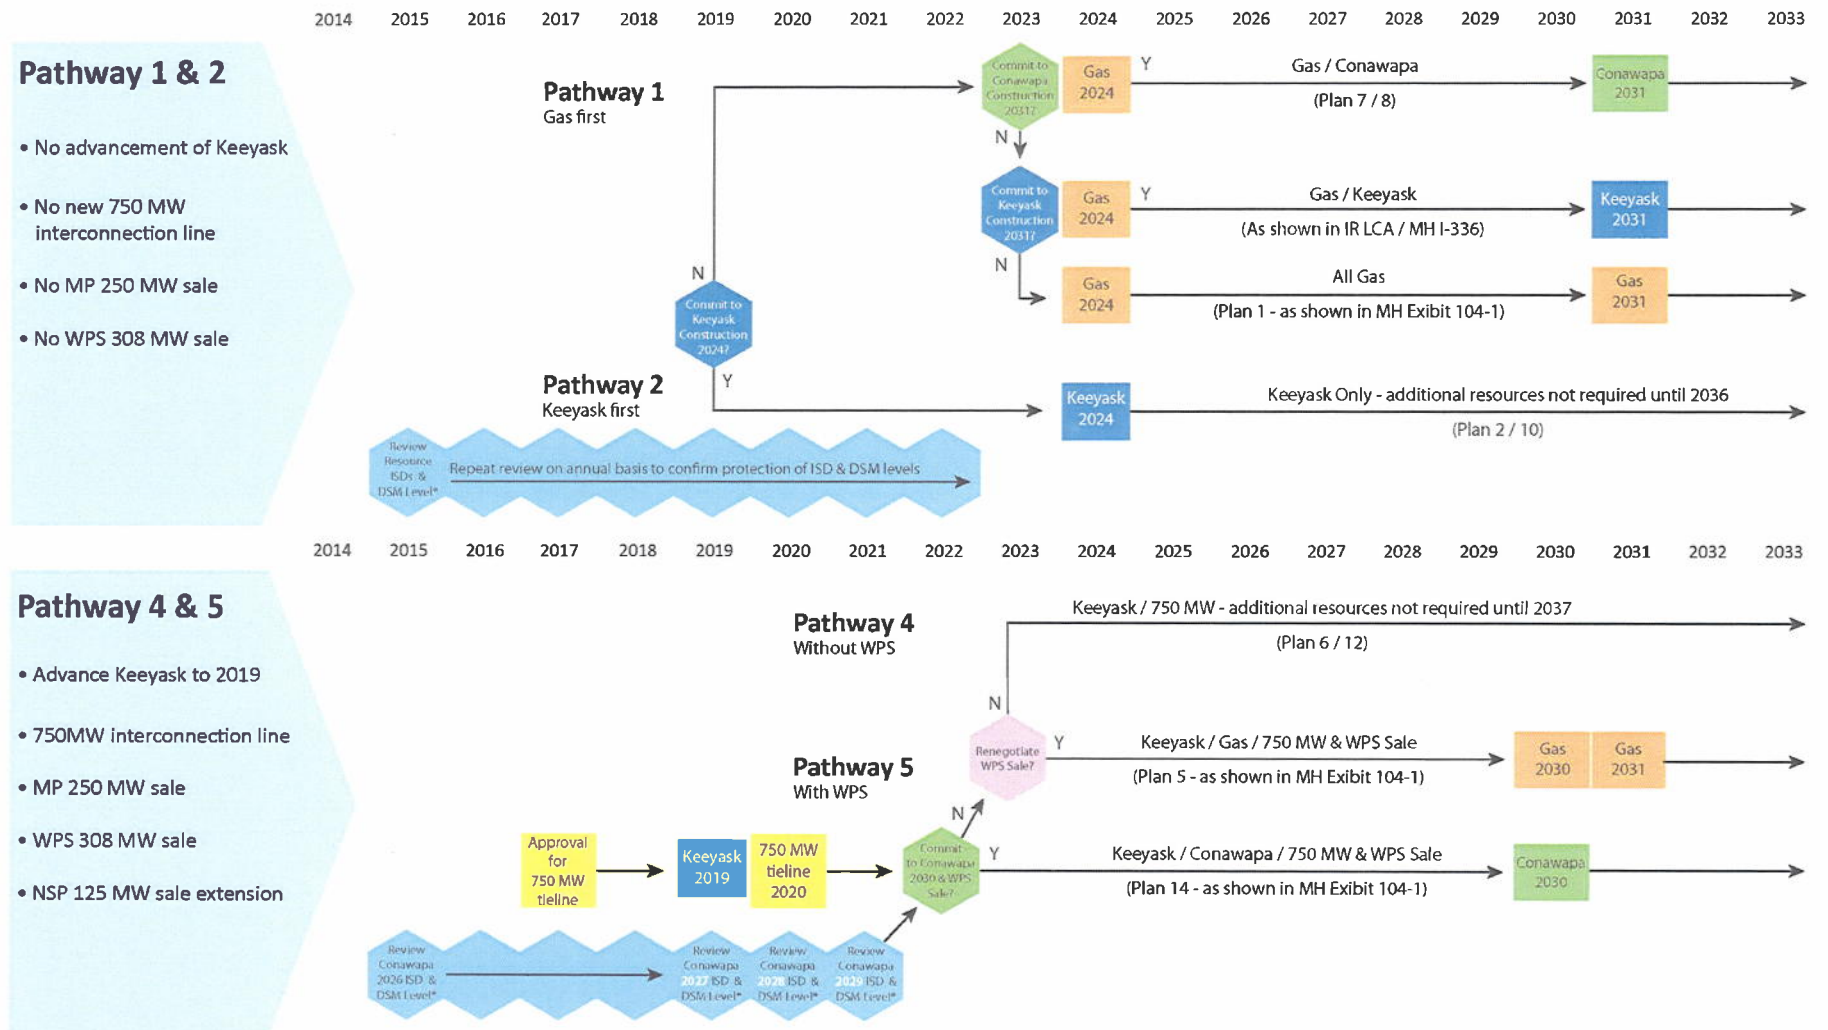 2014 2015 2016 2017 2018 2019 2020 2021 2022 2023 2024 2025 2026 2027 2028 2029 2030 2031 2032 2033
Pathway 1 & 2
• No advancement of Keeyask
• No new 750 MW
interconnection line
• No MP 250 MW sale
• No WPS 308 MW sale
Pathway 1
Gas first
Commit to
Conawapa
Construction
2031?
Gas
2024
Y
Gas / Conawapa
(Plan 7 / 8)
Conawapa
2031
N
Commit to
Keeyask
Construction
2031?
Gas
2024
Y
Gas / Keeyask
(As shown in IR LCA / MH I-336)
Keeyask
2031
N
Gas
2024
All Gas
(Plan 1 - as shown in MH Exibit 104-1)
Gas
2031
N
Commit to
Keeyask
Construction
2024?
Y
Pathway 2
Keeyask first
Keeyask
2024
Keeyask Only - additional resources not required until 2036
(Plan 2 / 10)
Review
Resource
ISDs &
DSM Level*
Repeat review on annual basis to confirm protection of ISD & DSM levels
2014 2015 2016 2017 2018 2019 2020 2021 2022 2023 2024 2025 2026 2027 2028 2029 2030 2031 2032 2033
Pathway 4 & 5
• Advance Keeyask to 2019
• 750MW interconnection line
• MP 250 MW sale
• WPS 308 MW sale
• NSP 125 MW sale extension
Pathway 4
Without WPS
Keeyask / 750 MW - additional resources not required until 2037
(Plan 6 / 12)
N
Renegotiate
WPS Sale?
Y
Keeyask / Gas / 750 MW & WPS Sale
(Plan 5 - as shown in MH Exibit 104-1)
Gas
2030
Gas
2031
Pathway 5
With WPS
N
Approval
for
750 MW
tieline
Keeyask
2019
750 MW
tieline
2020
Commit
to Conawapa
2030 & WPS
Sale?
Y
Keeyask / Conawapa / 750 MW & WPS Sale
(Plan 14 - as shown in MH Exibit 104-1)
Conawapa
2030
Review
Conawapa
2026 ISD &
DSM Level*
Review
Conawapa
2027 ISD &
DSM Level*
Review
Conawapa
2028 ISD &
DSM Level*
Review
Conawapa
2029 ISD &
DSM Level*